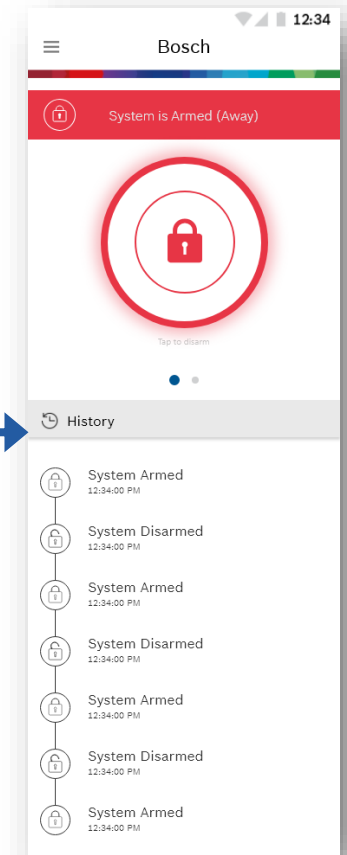 12:34
Bosch
System is Armed (Away)
Tap to disarm
History
System Armed
12:34:00 PM
System Disarmed
12:34:00 PM
System Armed
12:34:00 PM
System Disarmed
12:34:00 PM
System Armed
12:34:00 PM
System Disarmed
12:34:00 PM
System Armed
12:34:00 PM